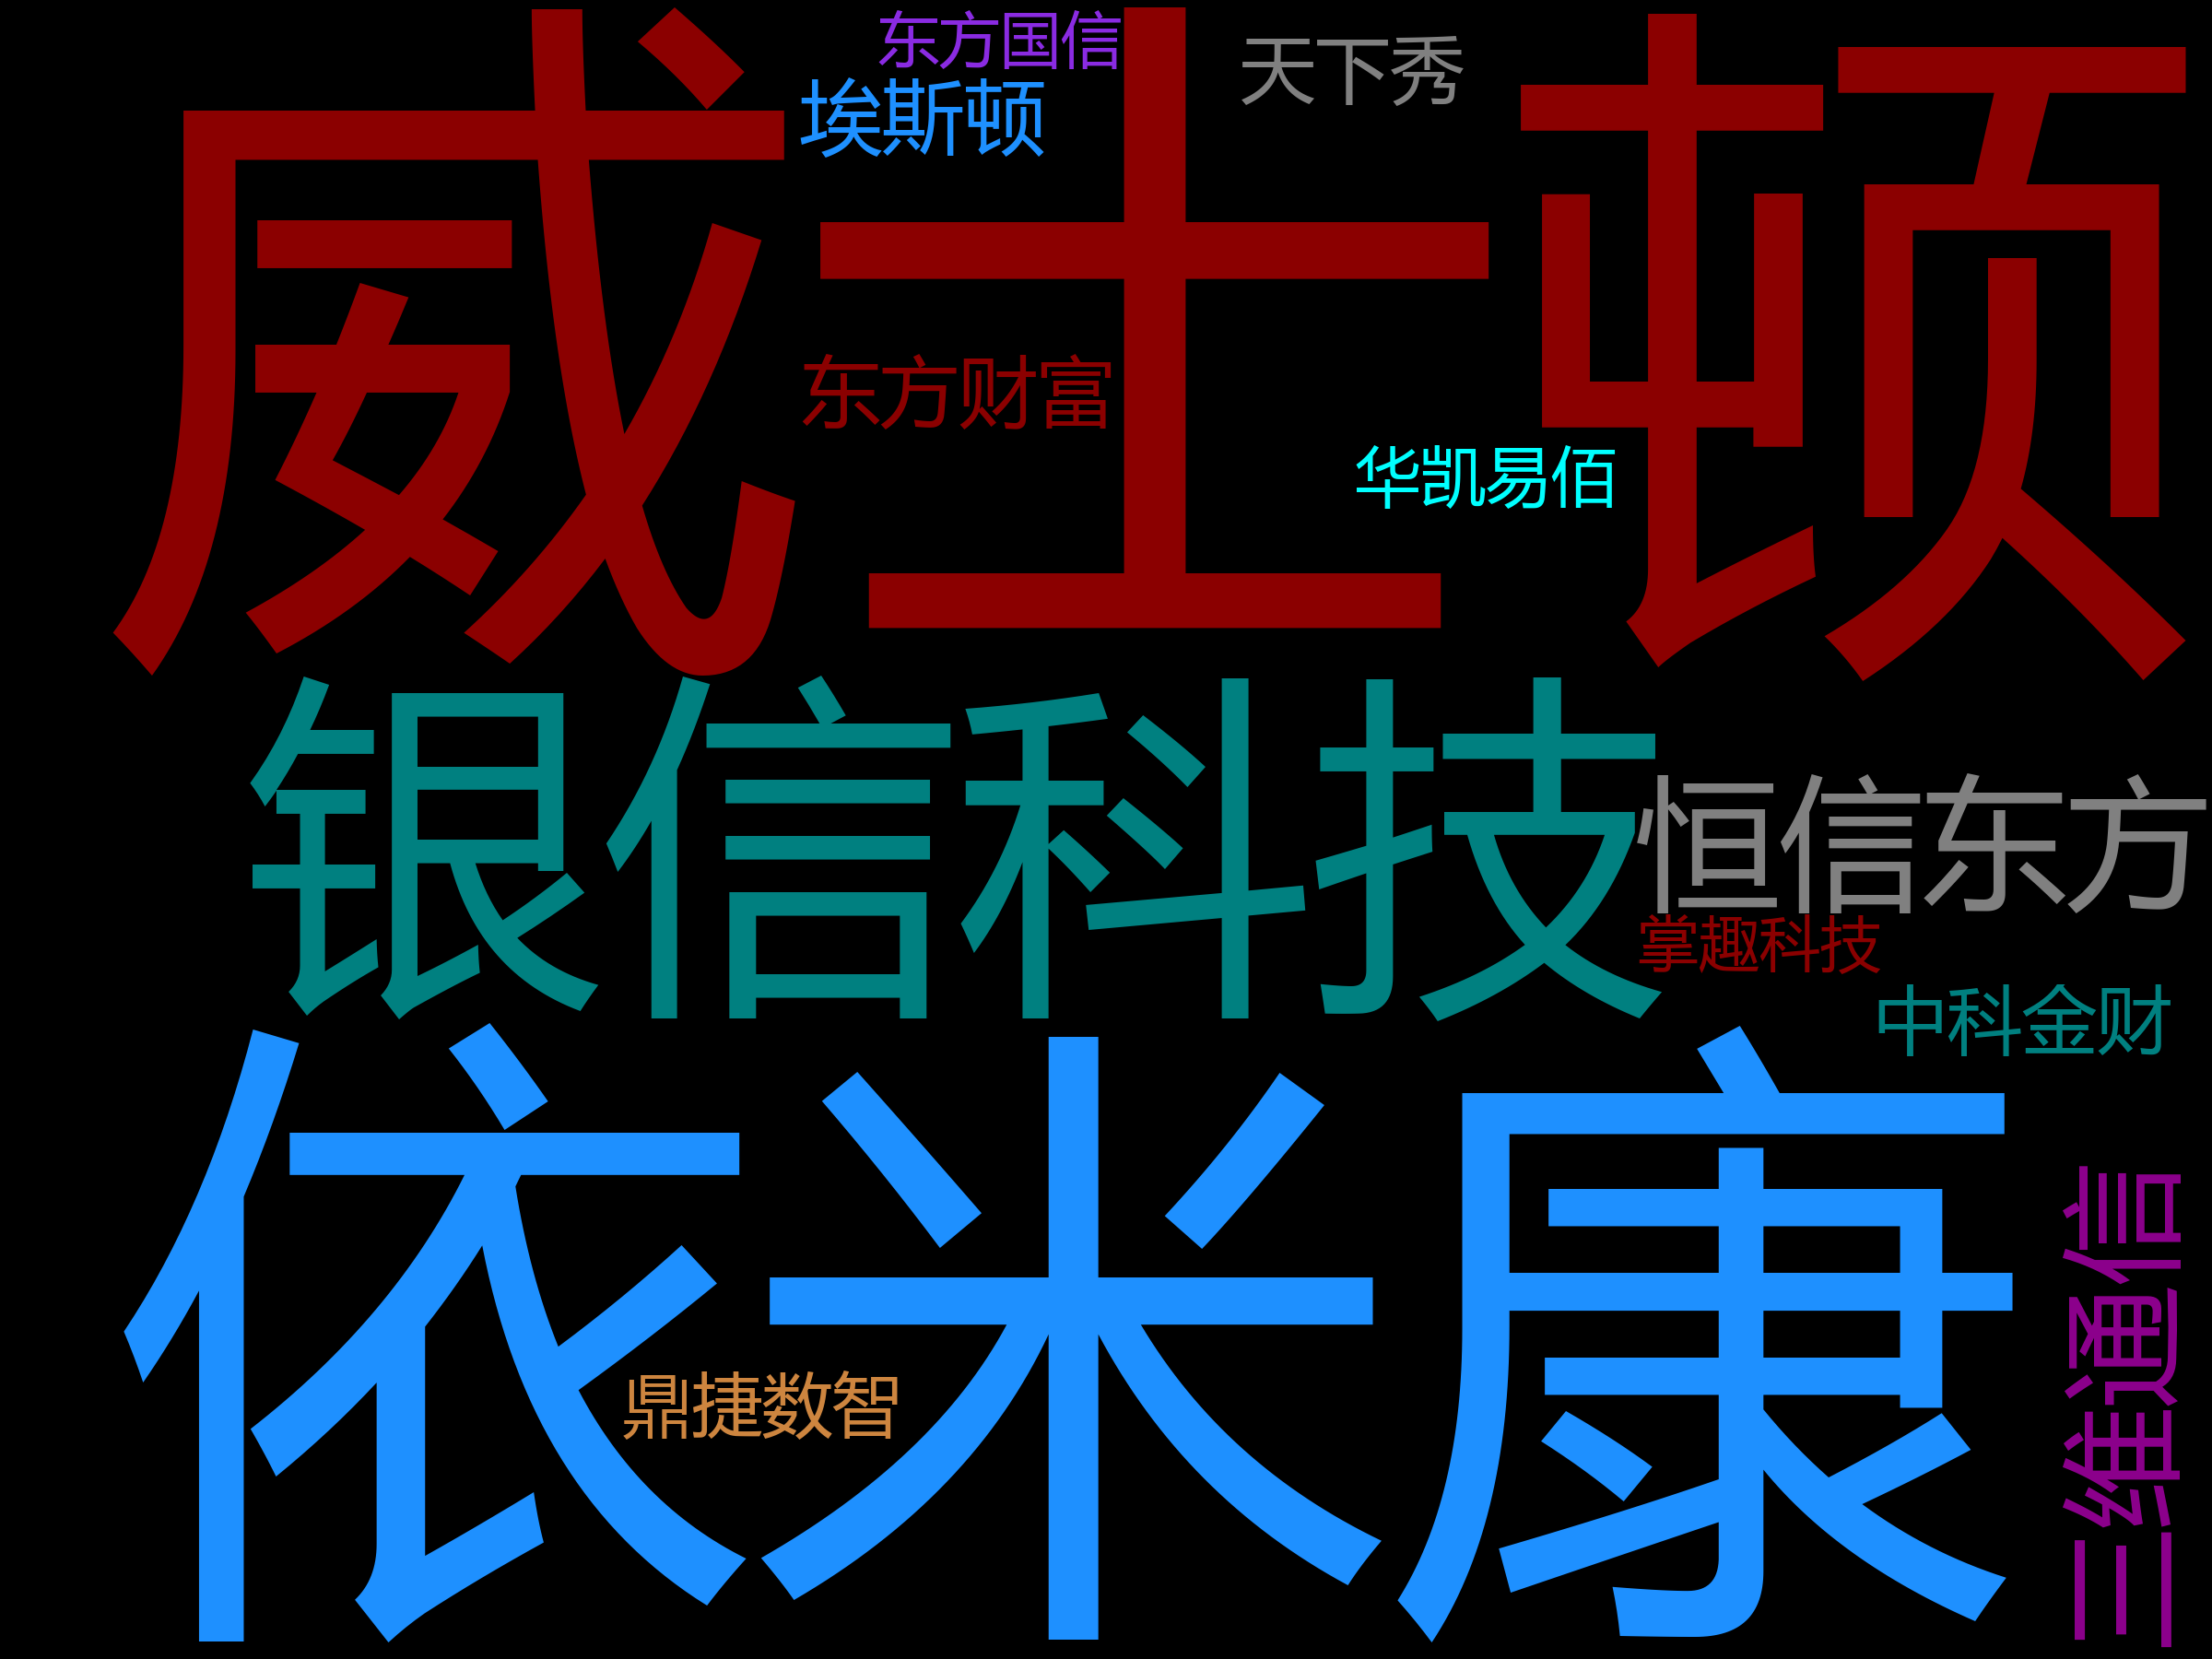 东方国信
天下秀
埃斯顿
威士顿
东方财富
华凯易佰
银信科技
恒信东方
掌趣科技
中科金财
依米康
三维通信
鼎捷数智